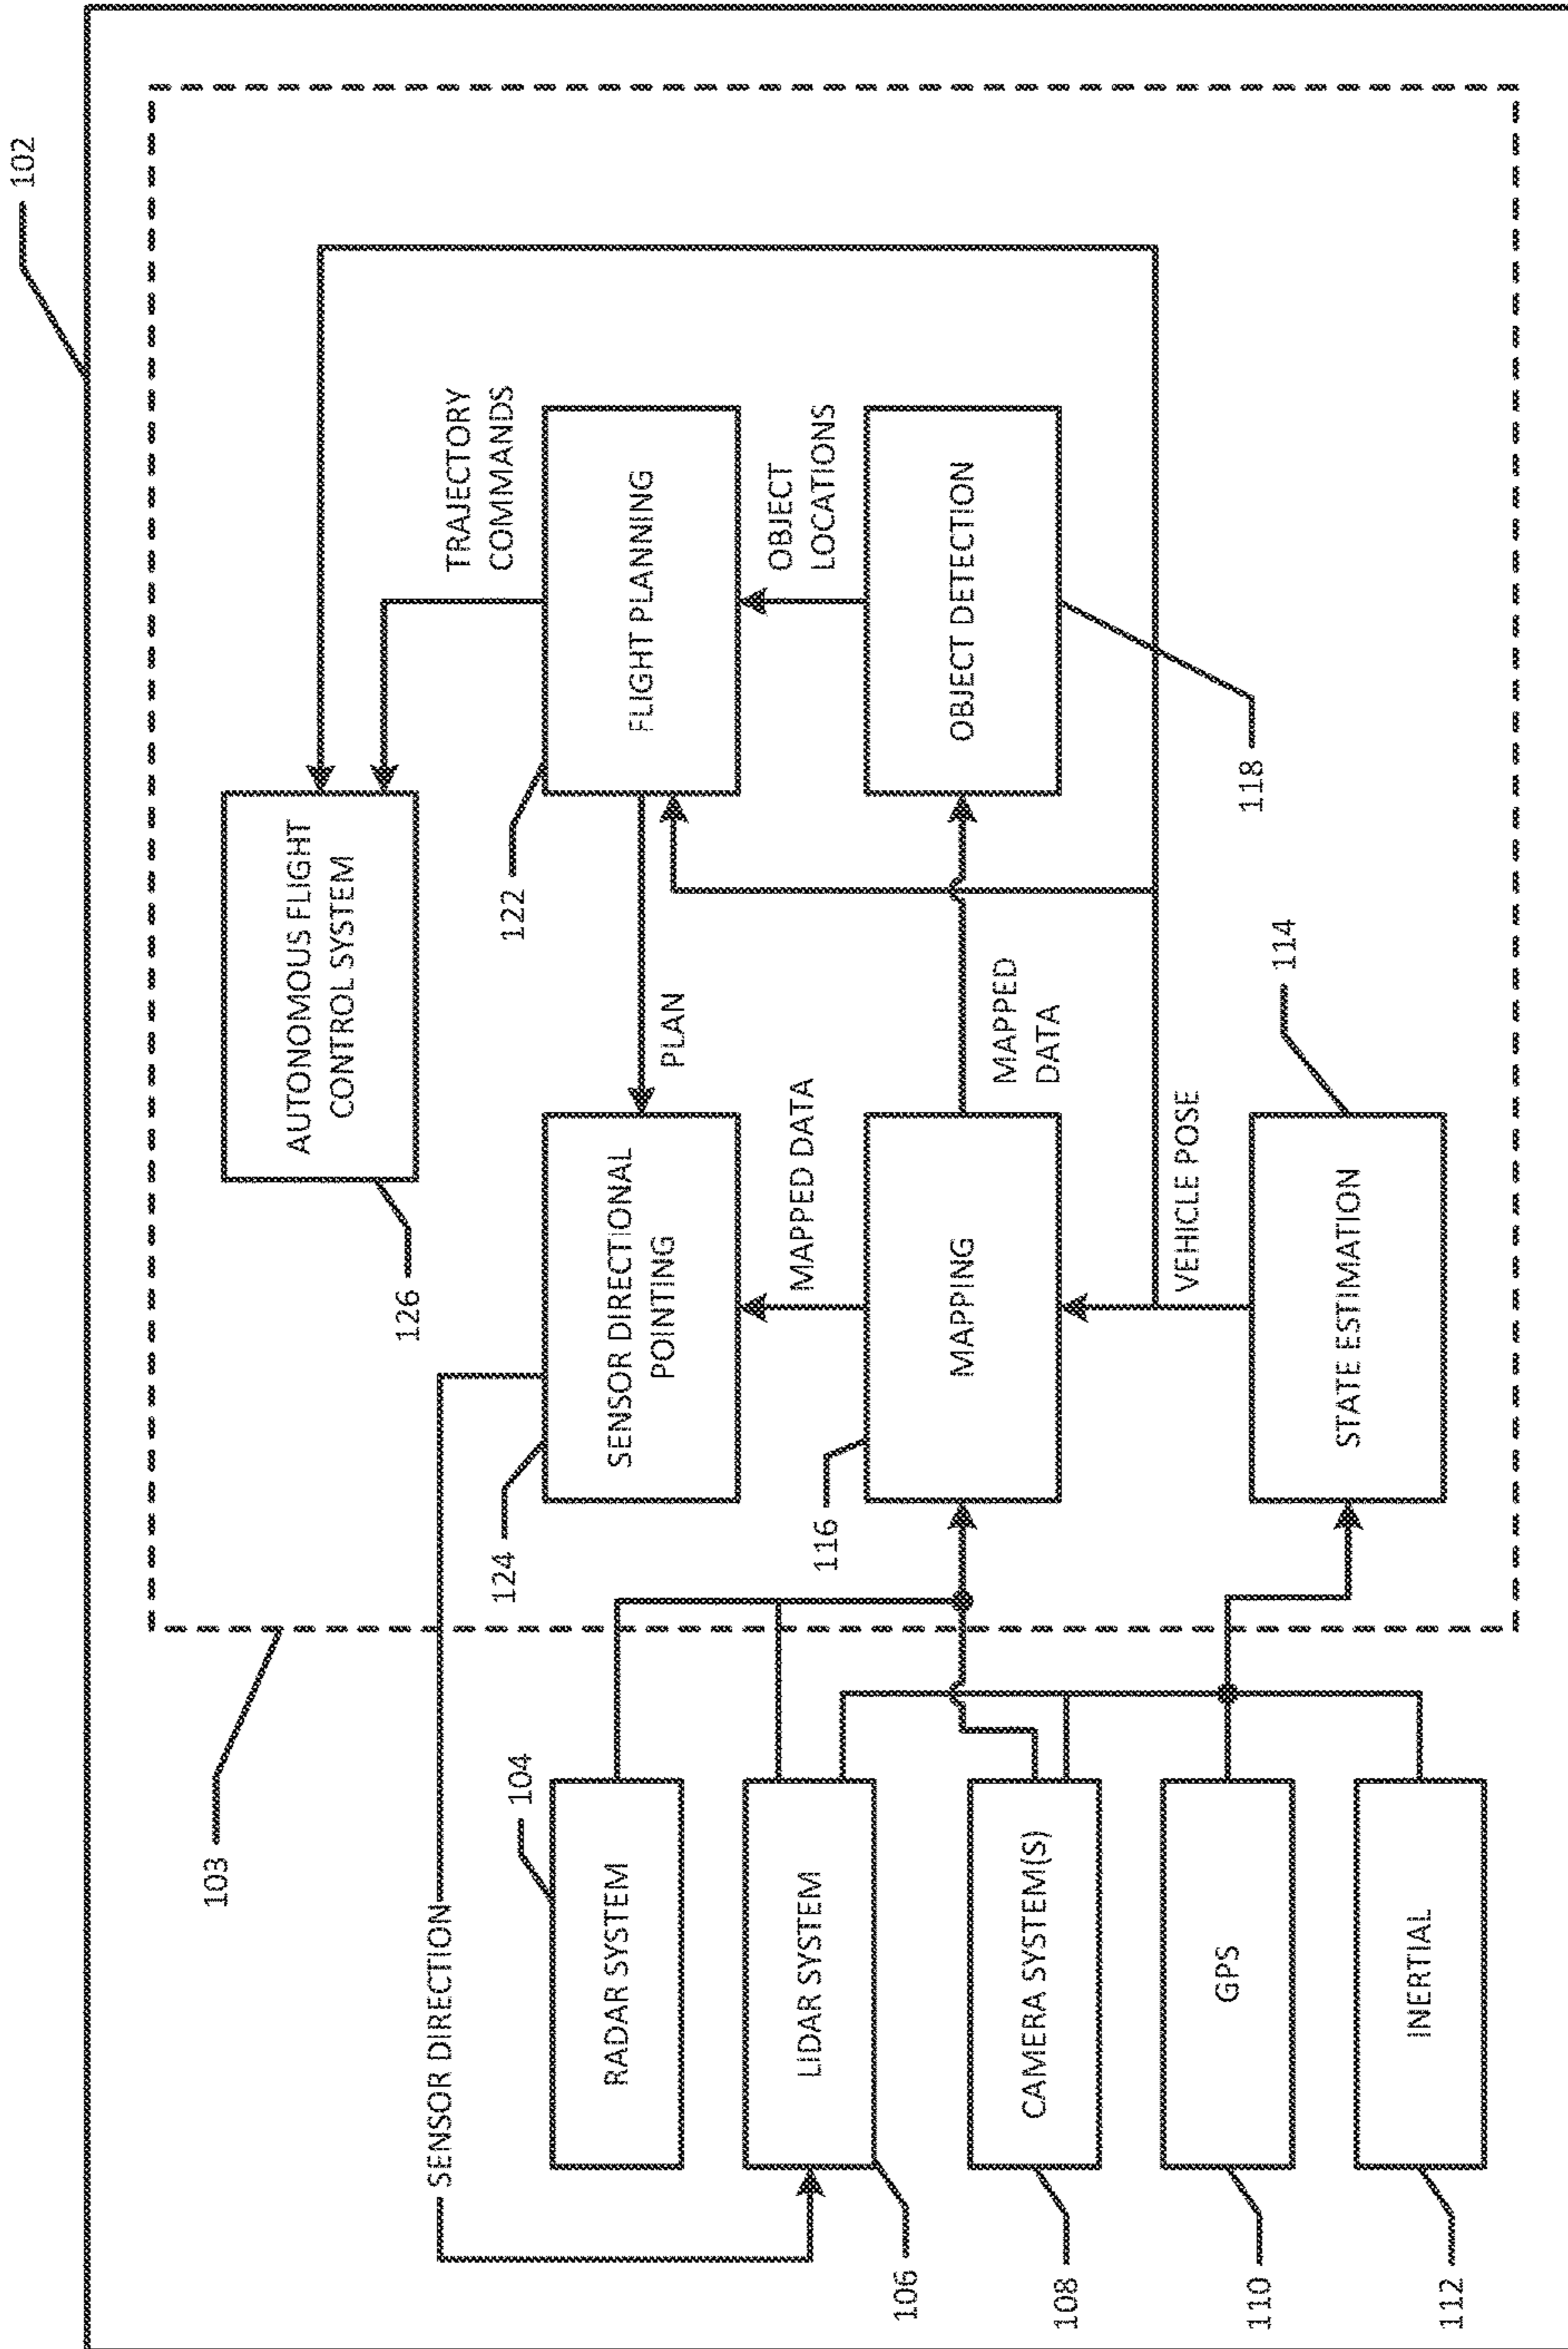 102
103
SENSOR DIRECTION
126
AUTONOMOUS FLIGHT
CONTROL SYSTEM
TRAJECTORY
COMMANDS
104
RADAR SYSTEM
124
SENSOR DIRECTIONAL
POINTING
PLAN
122
FLIGHT PLANNING
LIDAR SYSTEM
106
MAPPED DATA
OBJECT
LOCATIONS
116
MAPPING
MAPPED
DATA
OBJECT DETECTION
118
CAMERA SYSTEM(S)
108
VEHICLE POSE
GPS
110
STATE ESTIMATION
114
INERTIAL
112